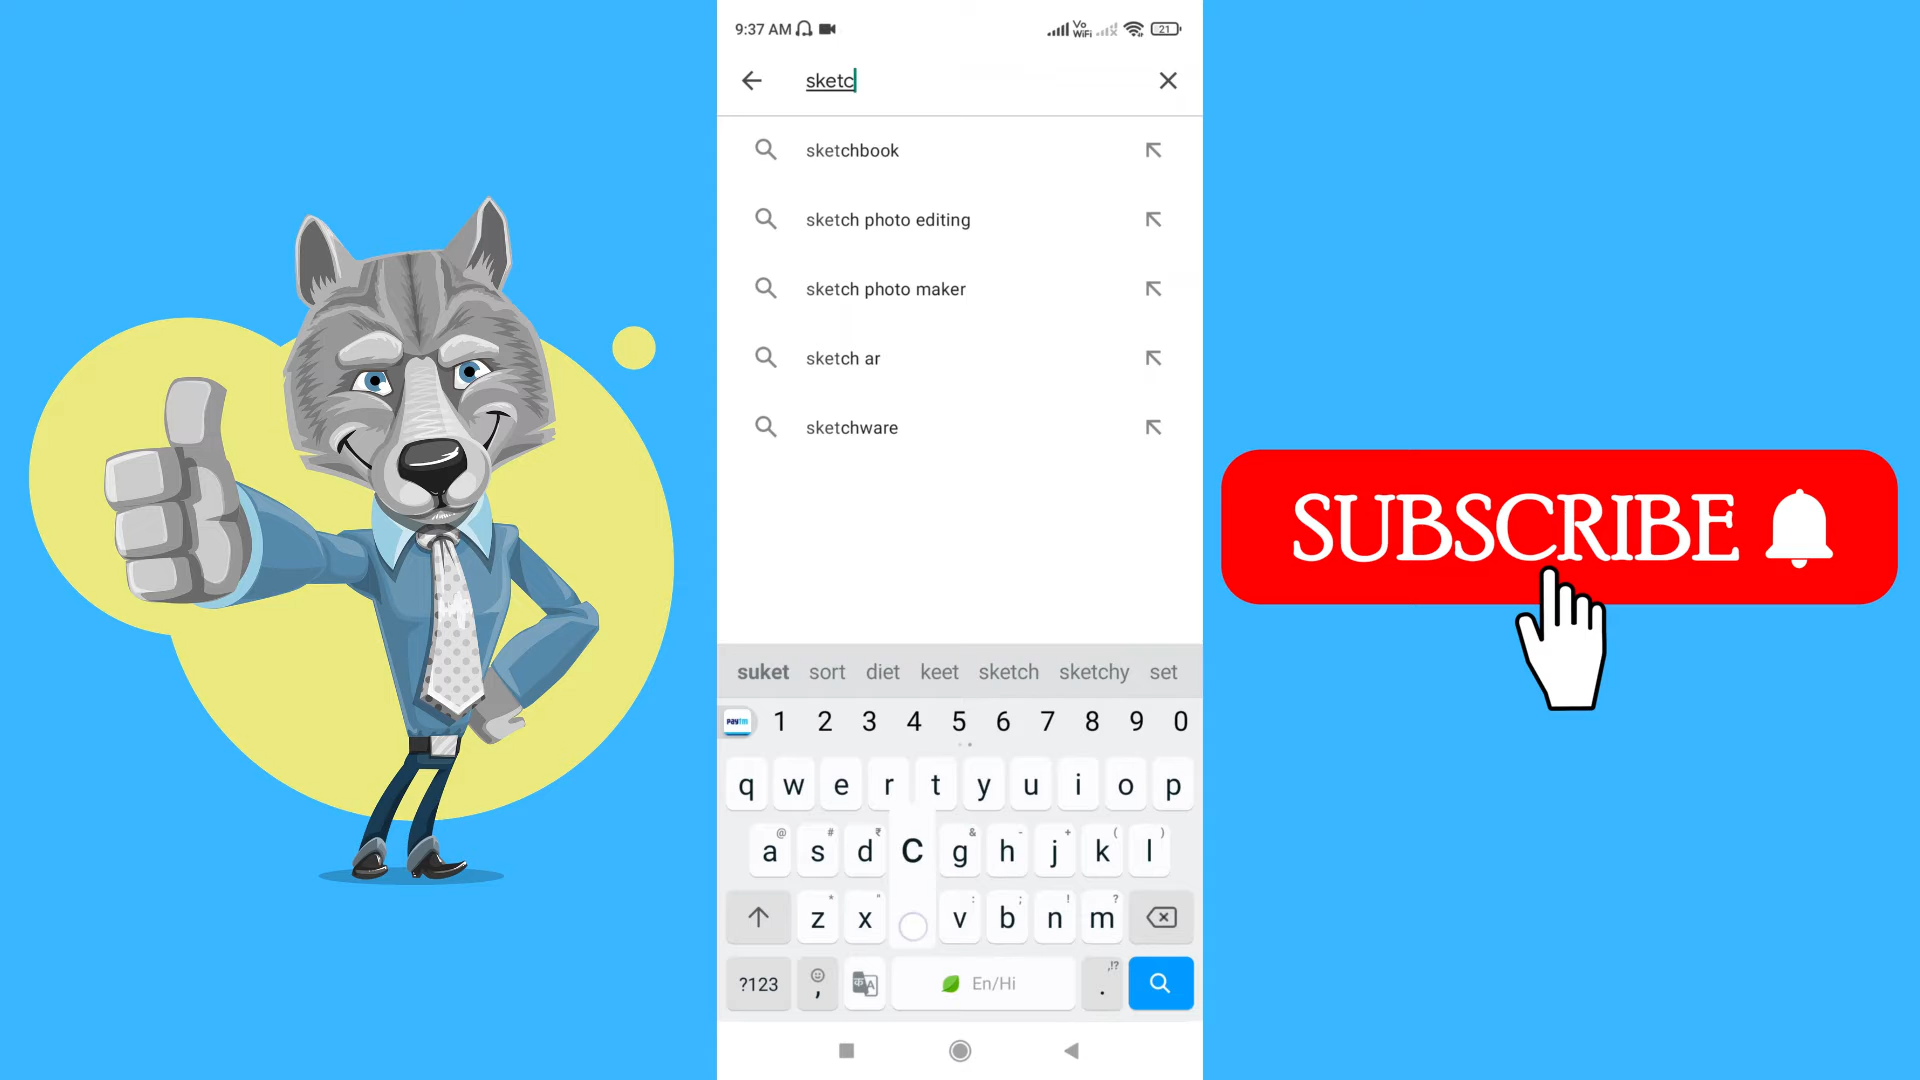 9:37 AM
Vo
WiFi
21
sketc
sketchbook
sketch photo editing
sketch photo maker
sketch ar
sketchware
SUBSCRIBE
suket sort diet keet sketch sketchy set
paytm 1 2 3 4 5 6 7 8 9 0
q w e r t y u i o p
@ # ₹ & - + ( )
a s d C g h j k l
* " : ; ! ?
z x v b n m
,!?
?123 , क A En/Hi .